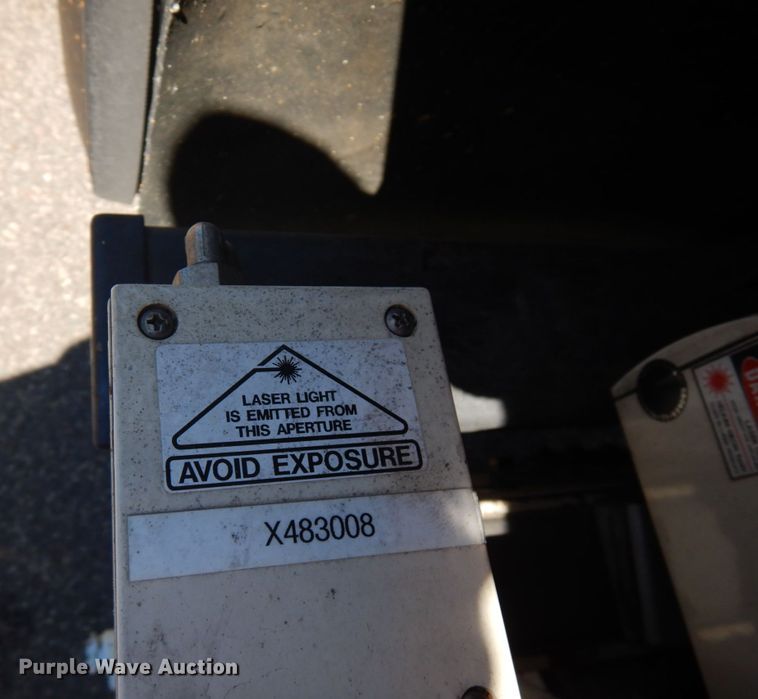 LASER LIGHT
IS EMITTED FROM
THIS APERTURE
AVOID EXPOSURE
X483008
Purple Wave Auction